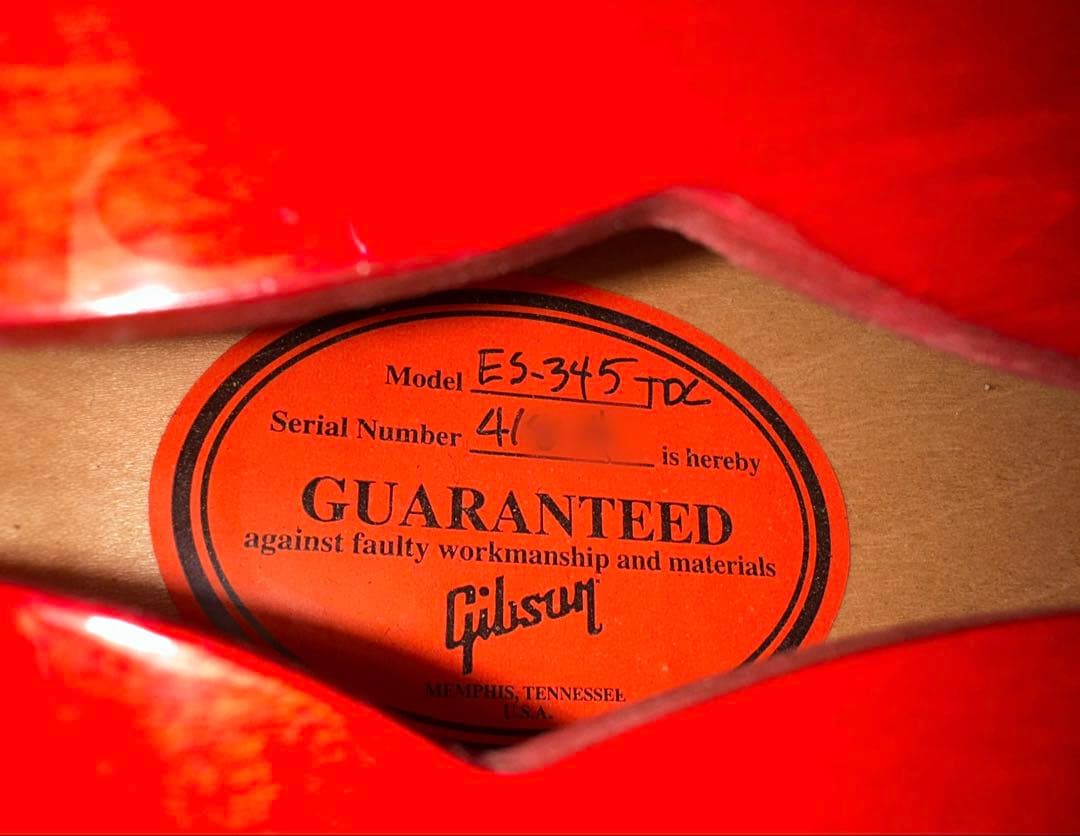 Model ES-345 TDC
Serial Number 41 is hereby
GUARANTEED
against faulty workmanship and materials
Gibson
MEMPHIS, TENNESSEE
U.S.A.